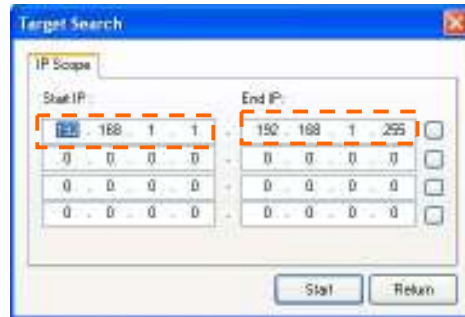 Target Search
IP Scope
Start IP: End IP:
192 . 168 . 1 . 1 - 192 . 168 . 1 . 255
0 . 0 . 0 . 0 - 0 . 0 . 0 . 0
0 . 0 . 0 . 0 - 0 . 0 . 0 . 0
0 . 0 . 0 . 0 - 0 . 0 . 0 . 0
Start Return